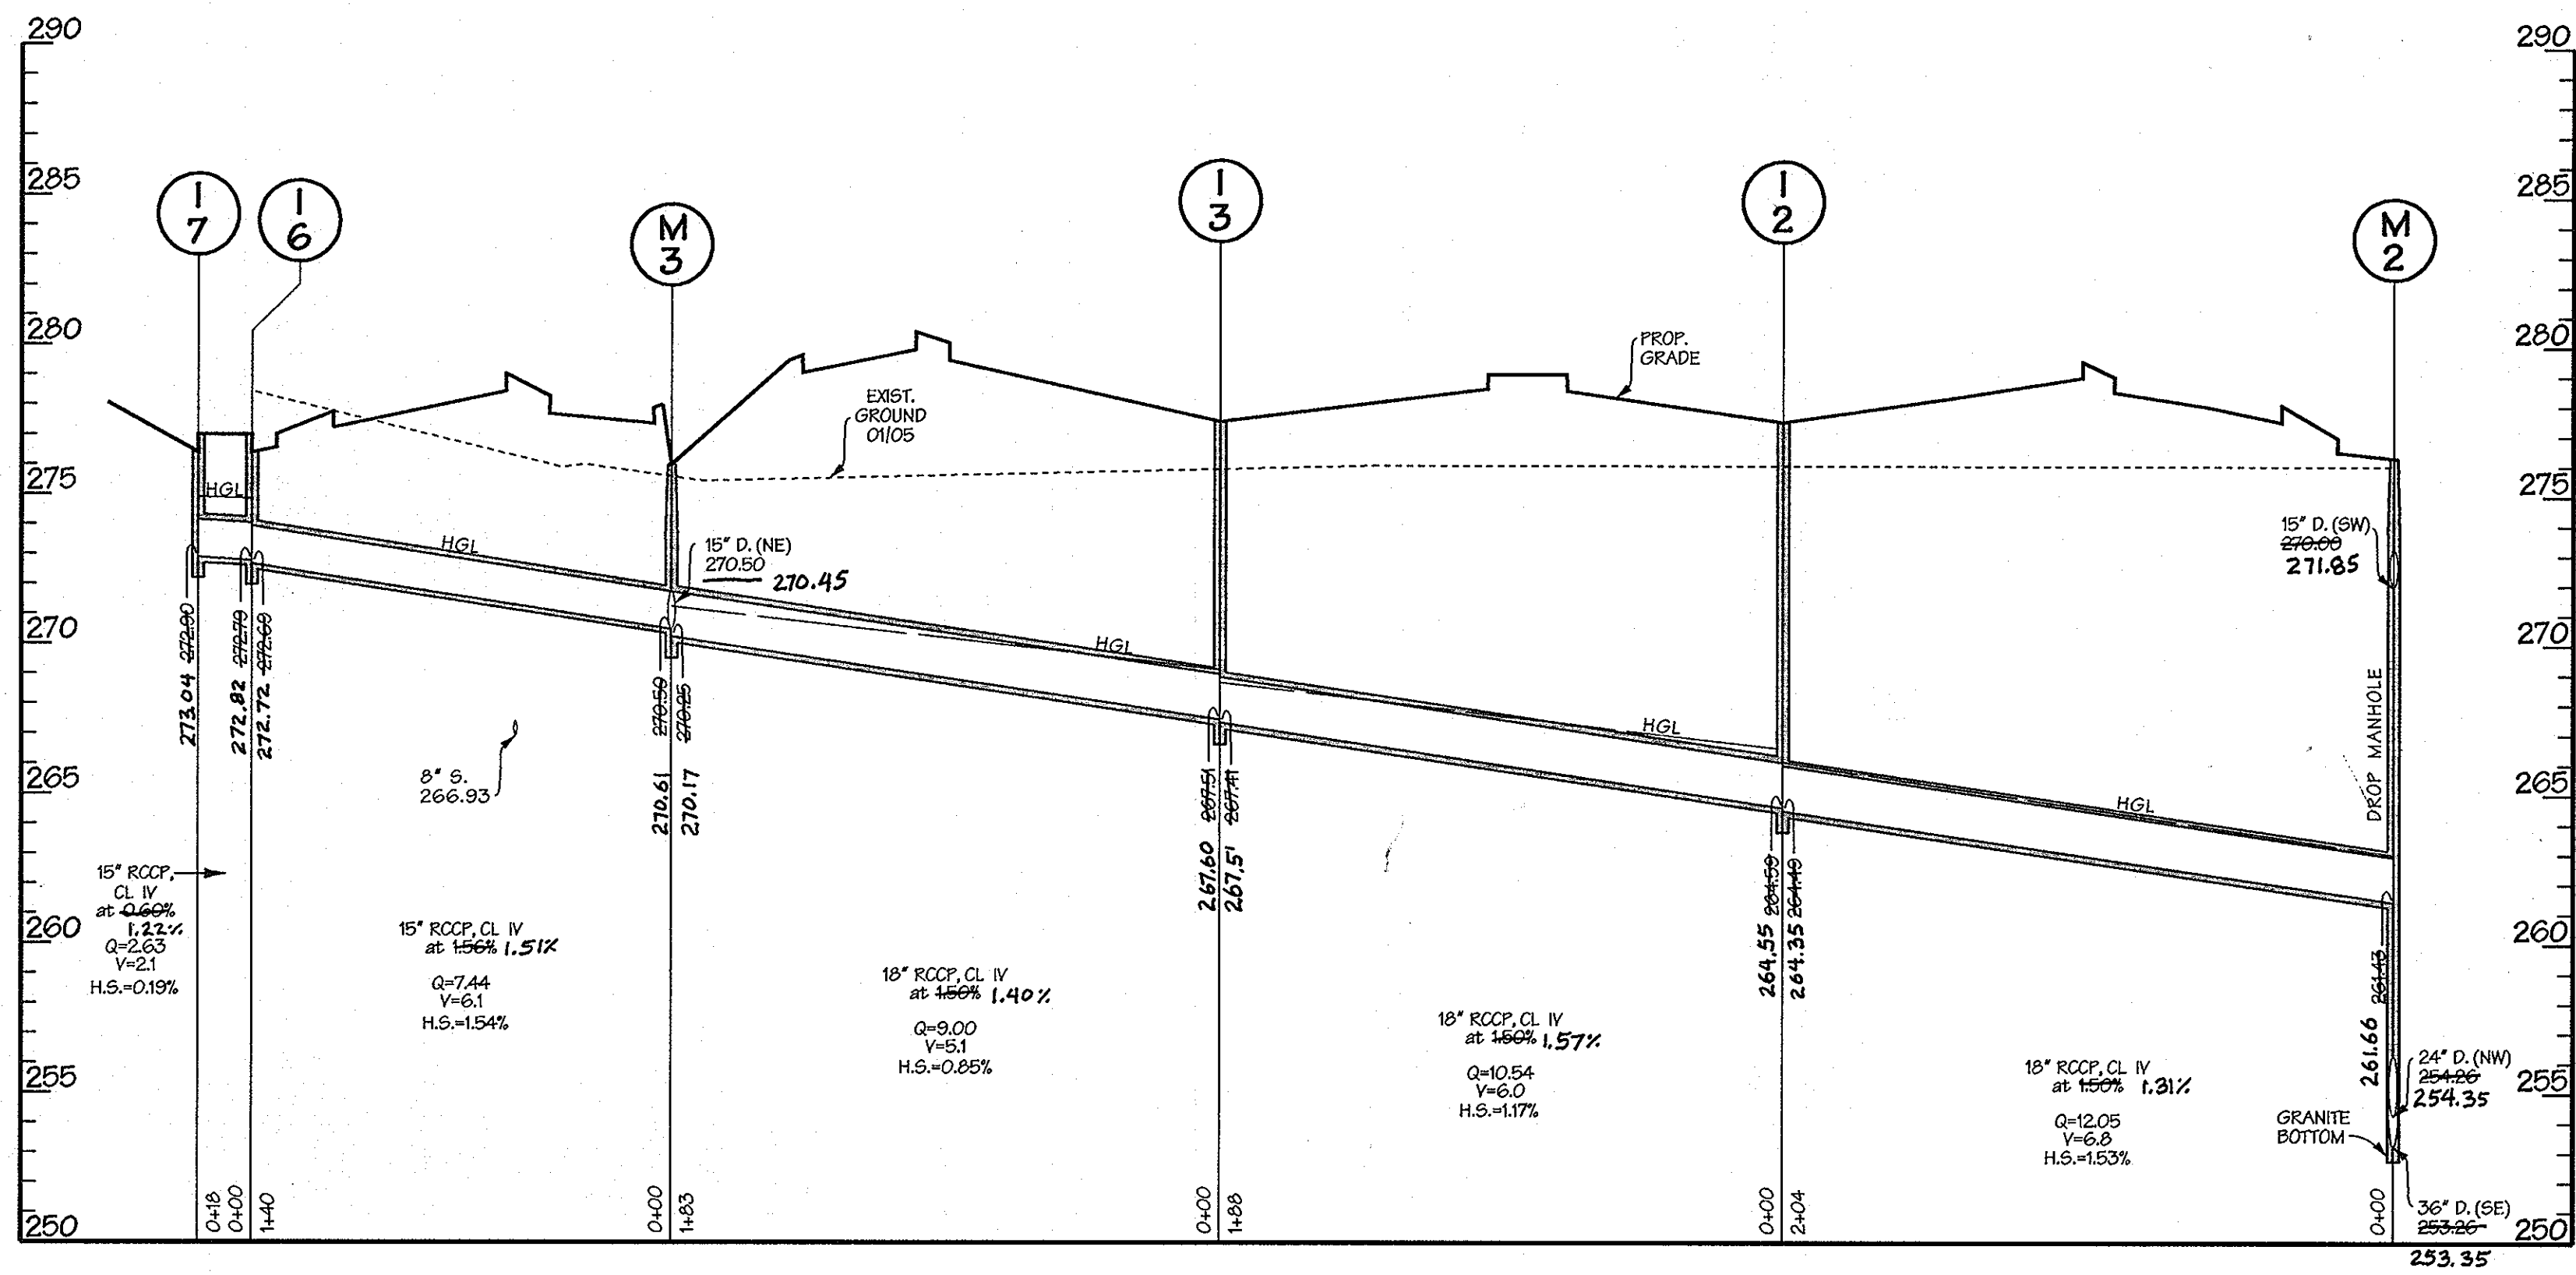 290
285
280
275
270
265
260
255
250
290
285
280
275
270
265
260
255
250
I
7
I
6
M
3
I
3
I
2
M
2
PROP.
GRADE
EXIST.
GROUND
01/05
HGL
HGL
HGL
HGL
HGL
15" D. (NE)
270.50
270.45
15" D. (SW)
270.00
271.85
DROP MANHOLE
272.90
273.04
272.79
272.82
272.69
272.72
270.50
270.61
270.25
270.17
267.51
267.60
267.41
267.51
264.59
264.55
264.49
264.35
261.43
261.66
8" S.
266.93
15" RCCP,
CL IV
at 0.60%
1.22%
Q=2.63
V=2.1
H.S.=0.19%
15" RCCP, CL IV
at 1.56% 1.51%
Q=7.44
V=6.1
H.S.=1.54%
18" RCCP, CL IV
at 1.50% 1.40%
Q=9.00
V=5.1
H.S.=0.85%
18" RCCP, CL IV
at 1.50% 1.57%
Q=10.54
V=6.0
H.S.=1.17%
18" RCCP, CL IV
at 1.50% 1.31%
Q=12.05
V=6.8
H.S.=1.53%
24" D. (NW)
254.26
254.35
GRANITE
BOTTOM
36" D. (SE)
253.26
253.35
0+18
0+00
1+40
0+00
1+83
0+00
1+88
0+00
2+04
0+00